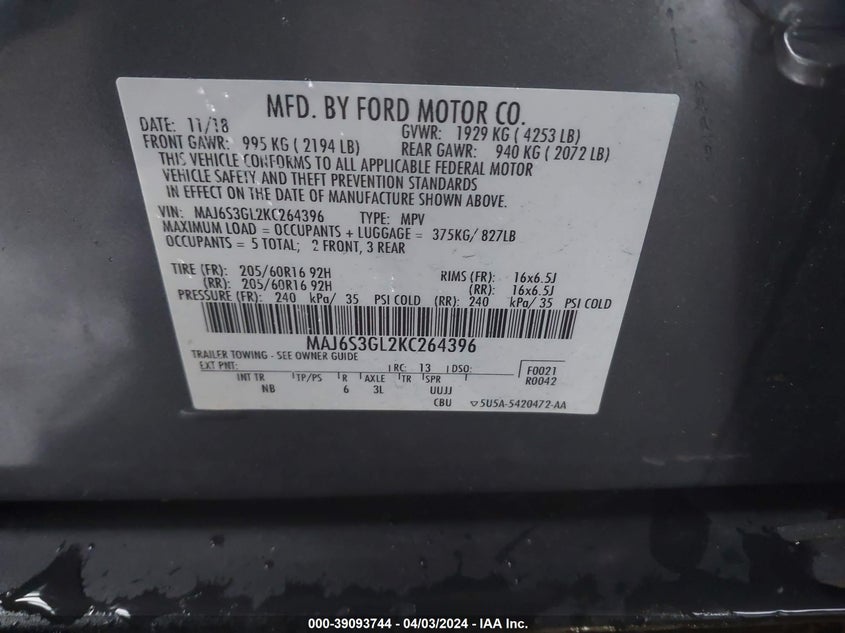 MFD. BY FORD MOTOR CO.
DATE: 11/18 GVWR: 1929 KG ( 4253 LB)
FRONT GAWR: 995 KG ( 2194 LB) REAR GAWR: 940 KG ( 2072 LB)
THIS VEHICLE CONFORMS TO ALL APPLICABLE FEDERAL MOTOR
VEHICLE SAFETY AND THEFT PREVENTION STANDARDS
IN EFFECT ON THE DATE OF MANUFACTURE SHOWN ABOVE.
VIN: MAJ6S3GL2KC264396 TYPE: MPV
MAXIMUM LOAD = OCCUPANTS + LUGGAGE = 375KG/ 827LB
OCCUPANTS = 5 TOTAL; 2 FRONT, 3 REAR
TIRE (FR): 205/60R16 92H RIMS (FR): 16x6.5J
(RR): 205/60R16 92H (RR): 16x6.5J
PRESSURE (FR): 240 kPa/ 35 PSI COLD (RR): 240 kPa/ 35 PSI COLD
MAJ6S3GL2KC264396
TRAILER TOWING - SEE OWNER GUIDE
EXT PNT: RC: 13 DSO: F0021
INT TR TP/PS R AXLE TR SPR R0042
NB 6 3L UUJJ
CBU 5U5A-5420472-AA
000-39093744 - 04/03/2024 - IAA Inc.